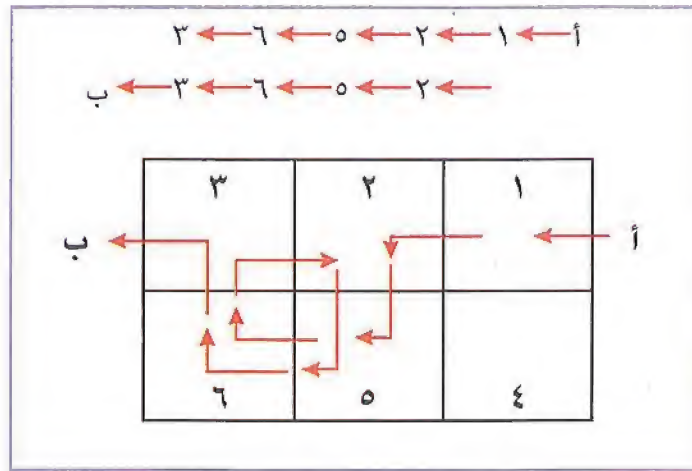 أ ← ١ ← ٢ ← ٥ ← ٦ ← ٣
← ٢ ← ٥ ← ٦ ← ٣ ← ب
١ ٢ ٣
أ ب
٤ ٥ ٦